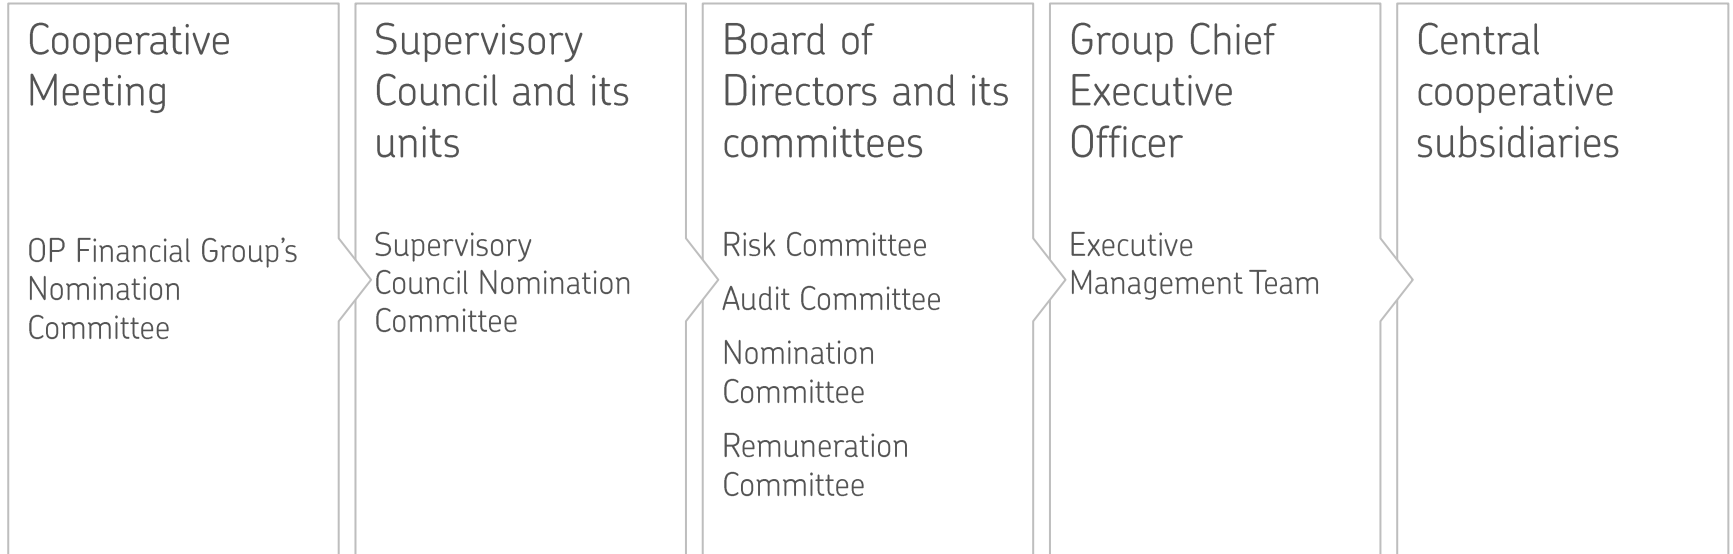 Cooperative
Meeting
OP Financial Group’s
Nomination
Committee
Supervisory
Council and its
units
Supervisory
Council Nomination
Committee
Board of
Directors and its
committees
Risk Committee
Audit Committee
Nomination
Committee
Remuneration
Committee
Group Chief
Executive
Officer
Executive
Management Team
Central
cooperative
subsidiaries